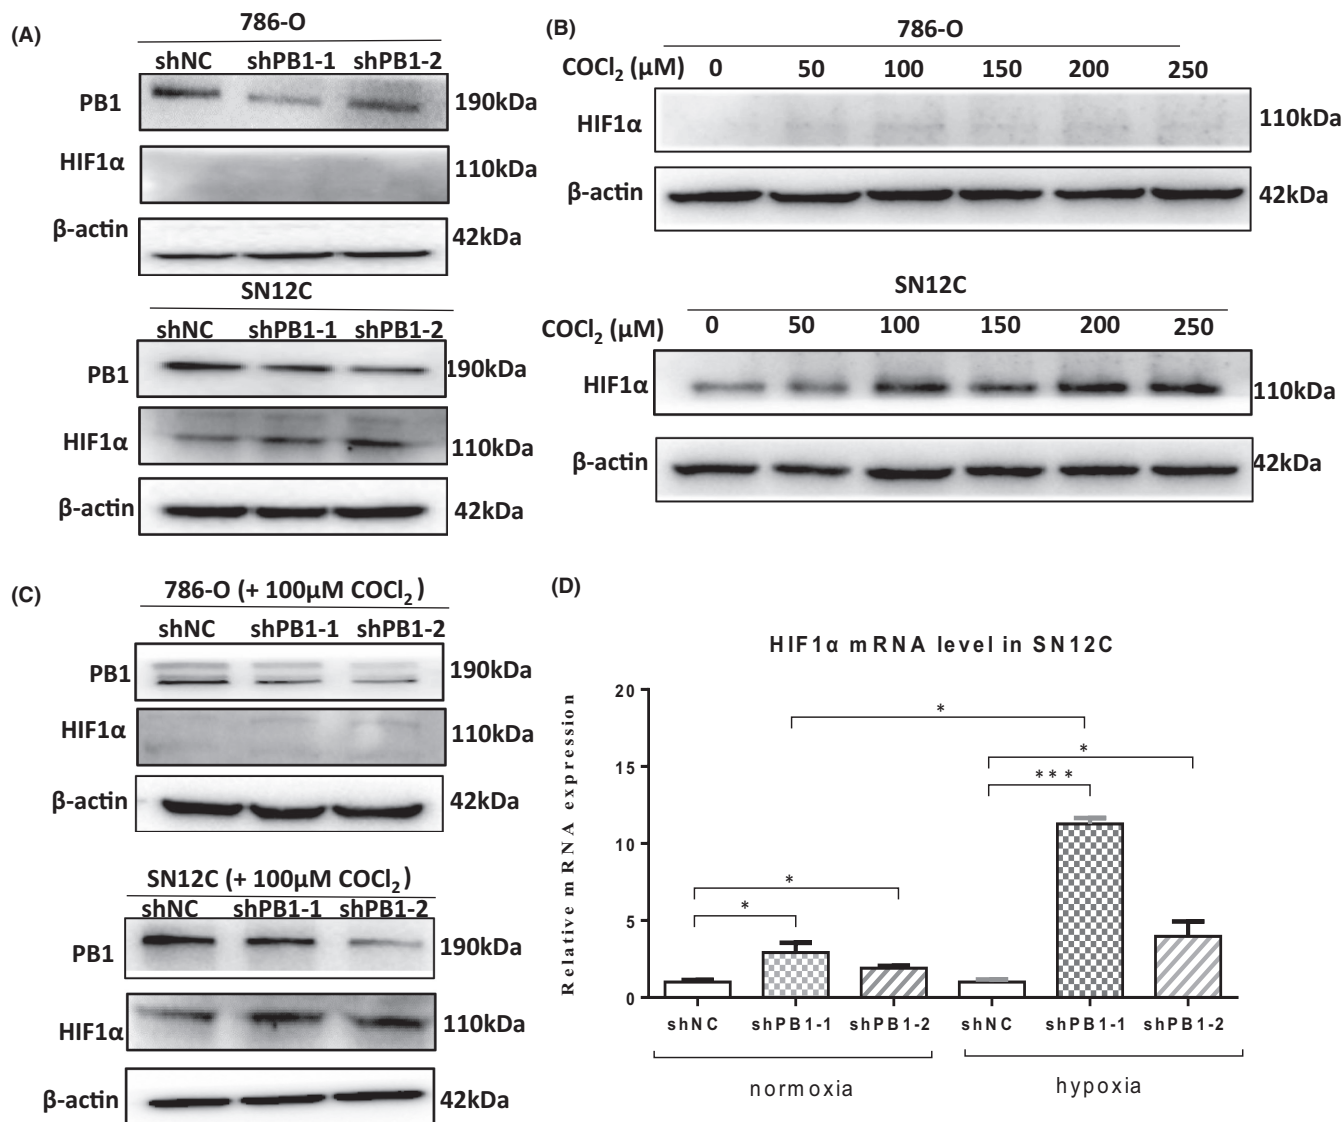 (A)
786-O
shNC shPB1-1 shPB1-2
PB1 190kDa
HIF1α 110kDa
β-actin 42kDa
SN12C
shNC shPB1-1 shPB1-2
PB1 190kDa
HIF1α 110kDa
β-actin 42kDa
(B)
786-O
COCl₂ (μM) 0 50 100 150 200 250
HIF1α 110kDa
β-actin 42kDa
SN12C
COCl₂ (μM) 0 50 100 150 200 250
HIF1α 110kDa
β-actin 42kDa
(C)
786-O (+ 100μM COCl₂ )
shNC shPB1-1 shPB1-2
PB1 190kDa
HIF1α 110kDa
β-actin 42kDa
SN12C (+ 100μM COCl₂)
shNC shPB1-1 shPB1-2
PB1 190kDa
HIF1α 110kDa
β-actin 42kDa
(D)
HIF1α mRNA level in SN12C
Relative mRNA expression
20
15
10
5
0
*
*
***
*
*
shNC shPB1-1 shPB1-2 shNC shPB1-1 shPB1-2
normoxia hypoxia